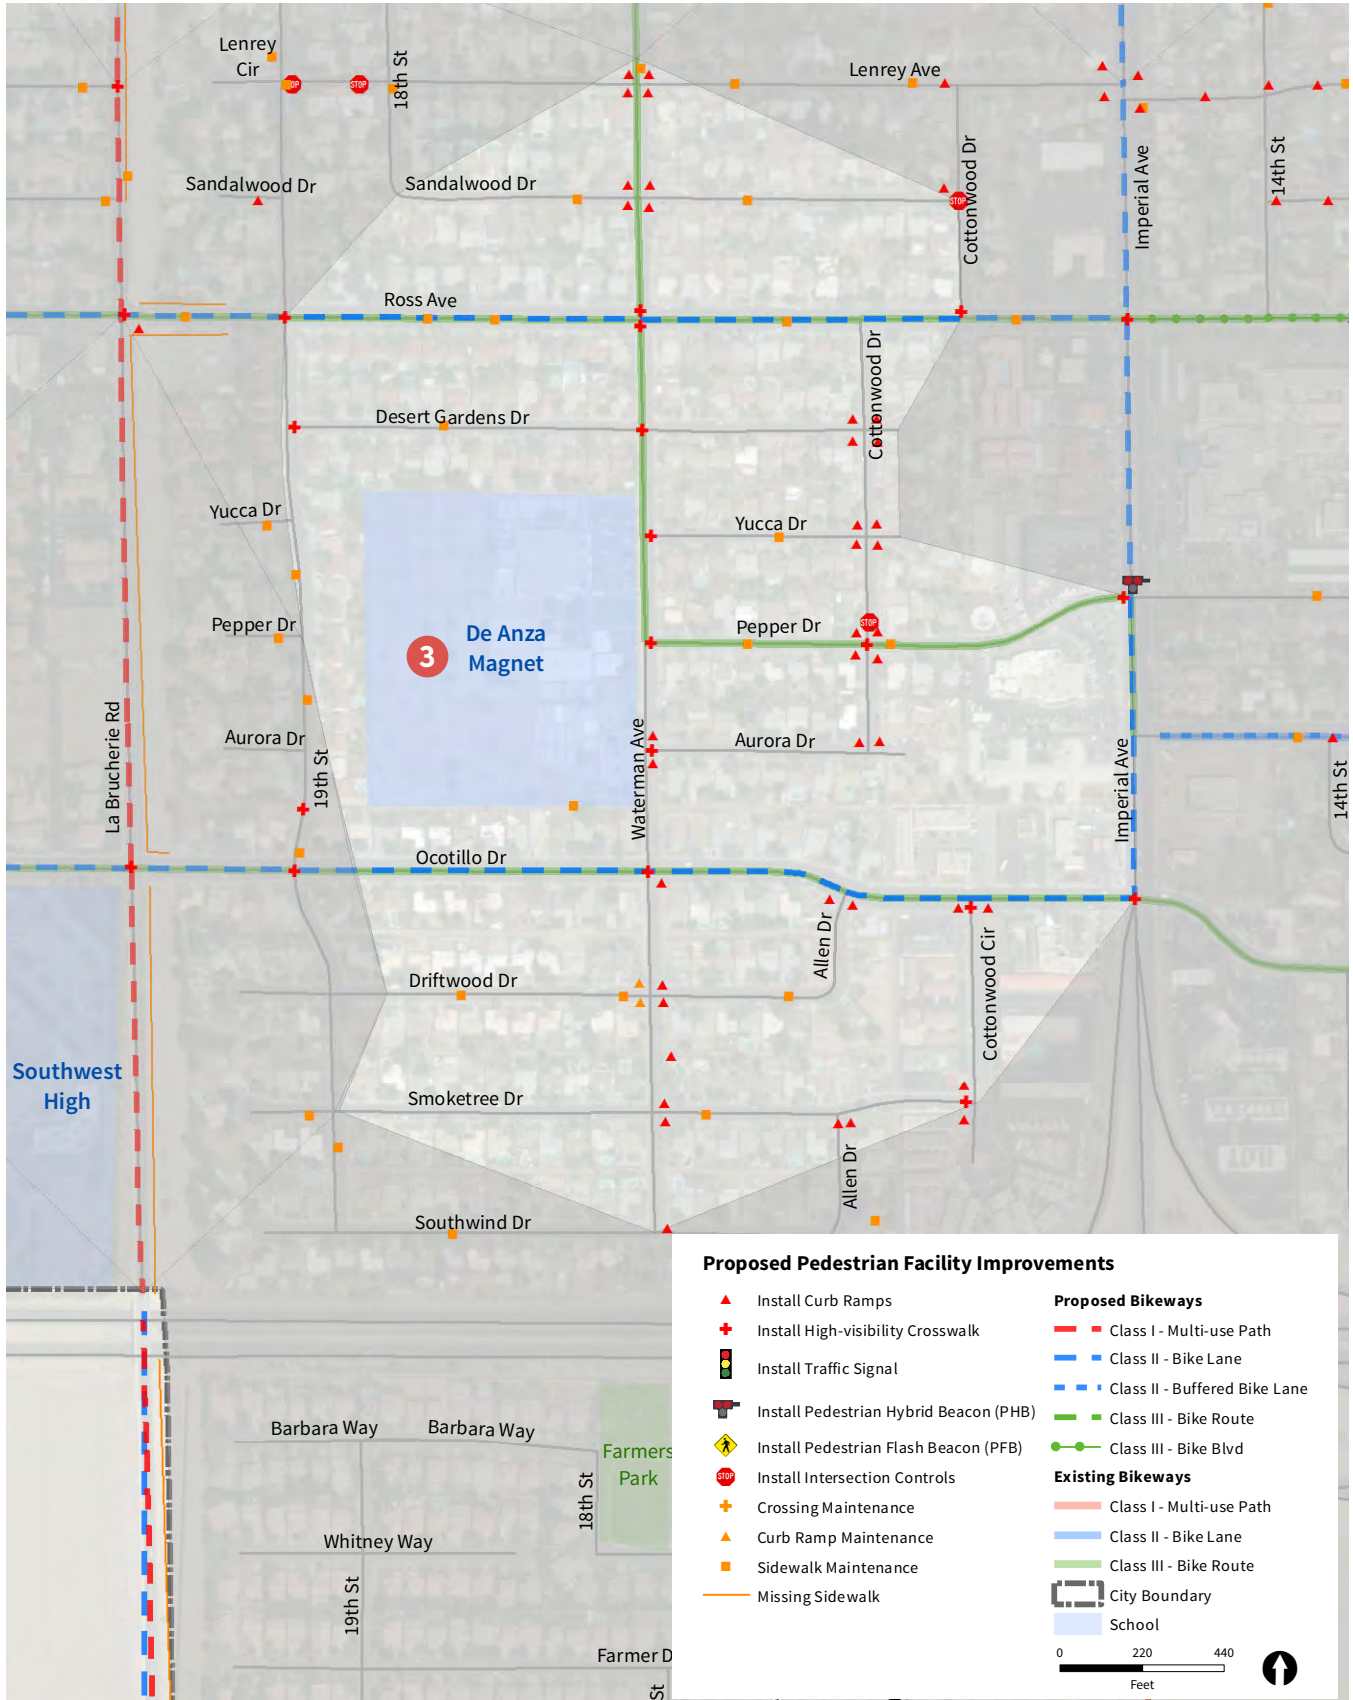 Lenrey
Cir
STOP
STOP
18th St
Lenrey Ave
Sandalwood Dr
Sandalwood Dr
STOP
Cottonwood Dr
Imperial Ave
14th St
Ross Ave
Cottonwood Dr
Desert Gardens Dr
Yucca Dr
Yucca Dr
Pepper Dr
3
De Anza
Magnet
STOP
Pepper Dr
La Brucherie Rd
Aurora Dr
19th St
Waterman Ave
Aurora Dr
Imperial Ave
14th St
Ocotillo Dr
Allen Dr
Cottonwood Cir
Driftwood Dr
Southwest
High
Smoketree Dr
Allen Dr
Southwind Dr
Barbara Way
Barbara Way
18th St
Farmers
Park
Whitney Way
19th St
Farmer D
St
Proposed Pedestrian Facility Improvements
Install Curb Ramps
Install High-visibility Crosswalk
Install Traffic Signal
Install Pedestrian Hybrid Beacon (PHB)
Install Pedestrian Flash Beacon (PFB)
STOP
Install Intersection Controls
Crossing Maintenance
Curb Ramp Maintenance
Sidewalk Maintenance
Missing Sidewalk
Proposed Bikeways
Class I - Multi-use Path
Class II - Bike Lane
Class II - Buffered Bike Lane
Class III - Bike Route
Class III - Bike Blvd
Existing Bikeways
Class I - Multi-use Path
Class II - Bike Lane
Class III - Bike Route
City Boundary
School
0 220 440
Feet